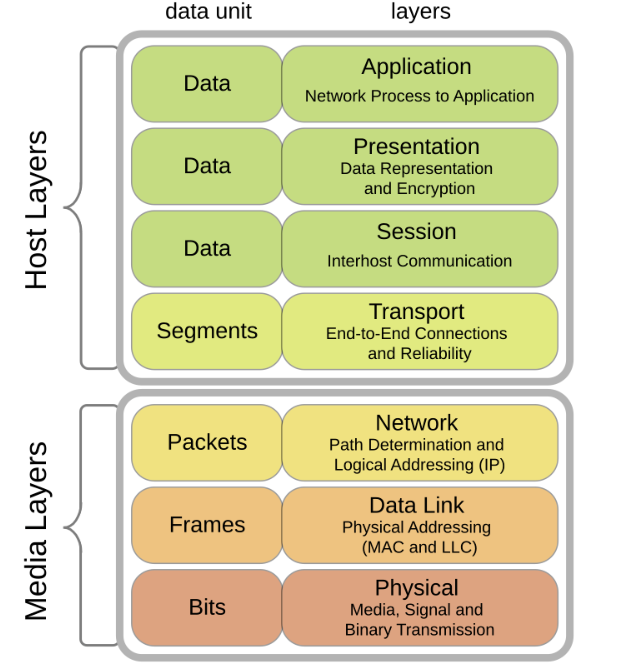 data unit
layers
Host Layers
Data
Application
Network Process to Application
Data
Presentation
Data Representation
and Encryption
Data
Session
Interhost Communication
Segments
Transport
End-to-End Connections
and Reliability
Media Layers
Packets
Network
Path Determination and
Logical Addressing (IP)
Frames
Data Link
Physical Addressing
(MAC and LLC)
Bits
Physical
Media, Signal and
Binary Transmission